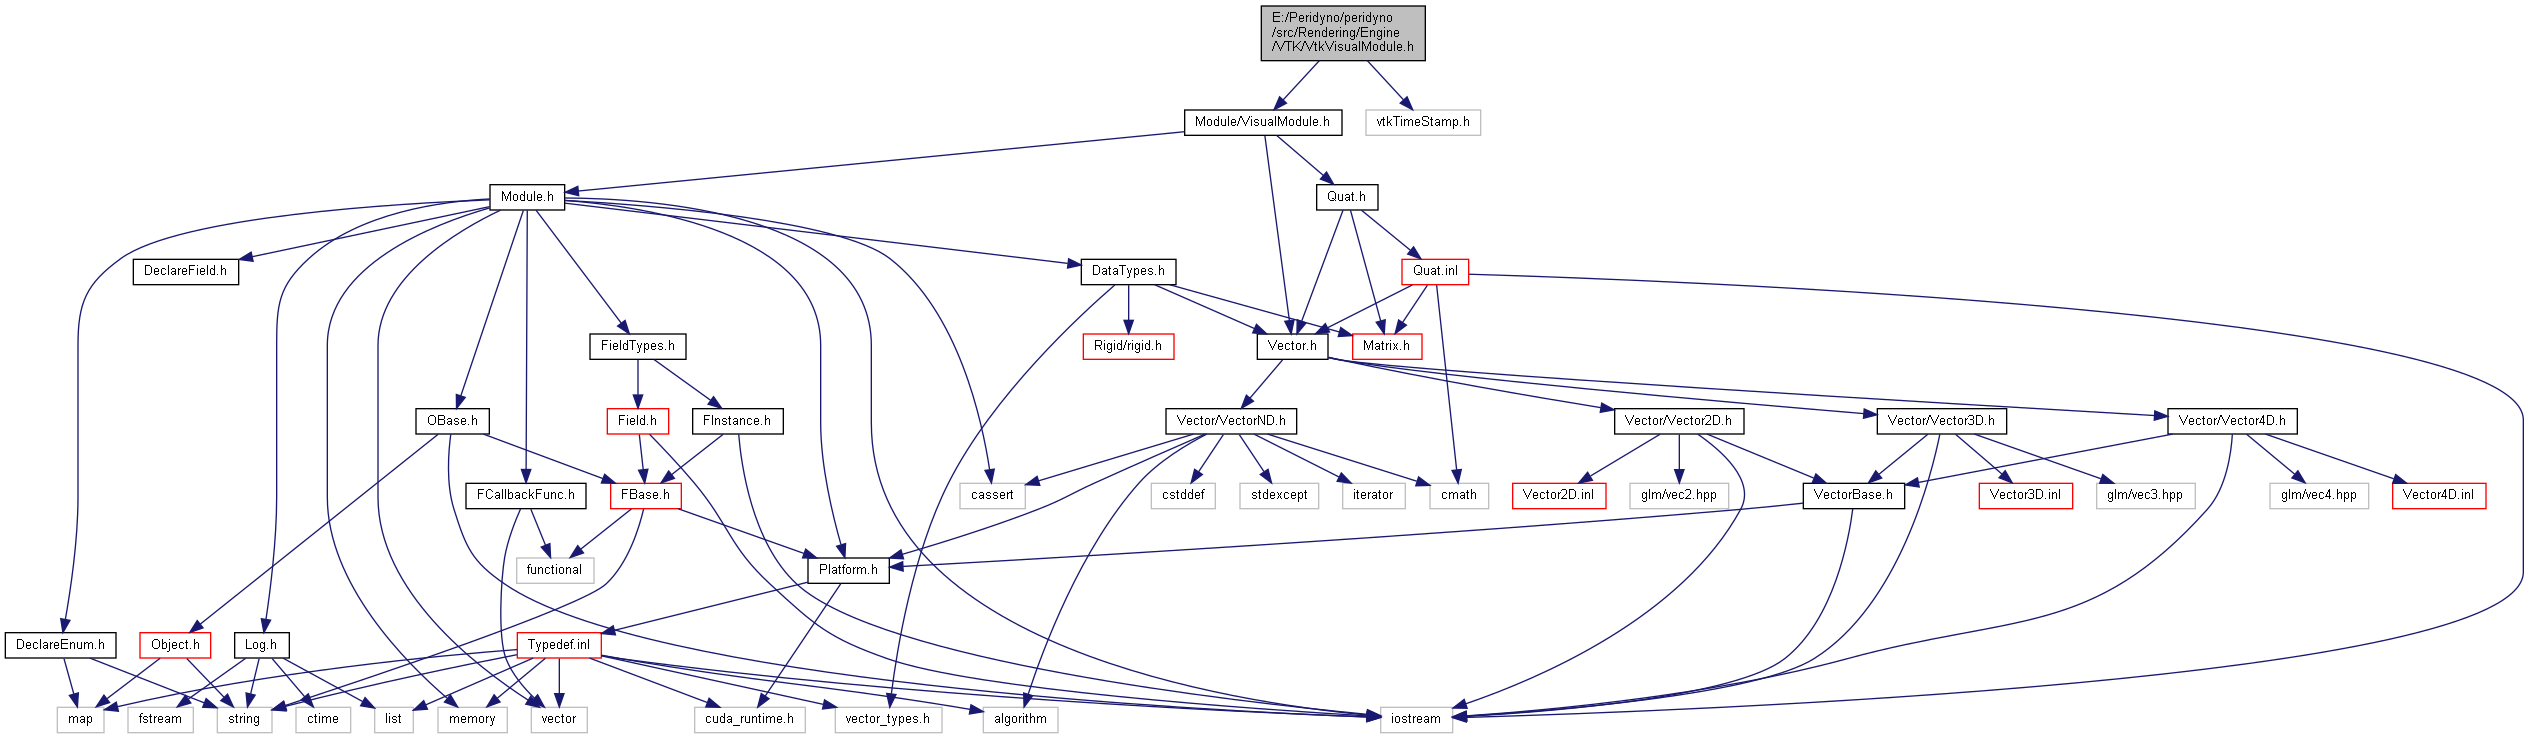 E:/Peridyno/peridyno
/src/Rendering/Engine
/VTK/VtkVisualModule.h
Module/VisualModule.h
vtkTimeStamp.h
Module.h
Quat.h
DeclareField.h
DataTypes.h
Quat.inl
FieldTypes.h
Rigid/rigid.h
Vector.h
Matrix.h
OBase.h
Field.h
FInstance.h
Vector/VectorND.h
Vector/Vector2D.h
Vector/Vector3D.h
Vector/Vector4D.h
FCallbackFunc.h
FBase.h
cassert
cstddef
stdexcept
iterator
cmath
Vector2D.inl
glm/vec2.hpp
VectorBase.h
Vector3D.inl
glm/vec3.hpp
glm/vec4.hpp
Vector4D.inl
functional
Platform.h
DeclareEnum.h
Object.h
Log.h
Typedef.inl
map
fstream
string
ctime
list
memory
vector
cuda_runtime.h
vector_types.h
algorithm
iostream